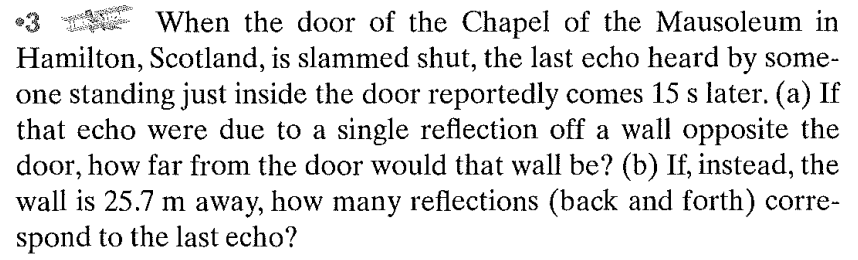 •3 When the door of the Chapel of the Mausoleum in
Hamilton, Scotland, is slammed shut, the last echo heard by some-
one standing just inside the door reportedly comes 15 s later. (a) If
that echo were due to a single reflection off a wall opposite the
door, how far from the door would that wall be? (b) If, instead, the
wall is 25.7 m away, how many reflections (back and forth) corre-
spond to the last echo?